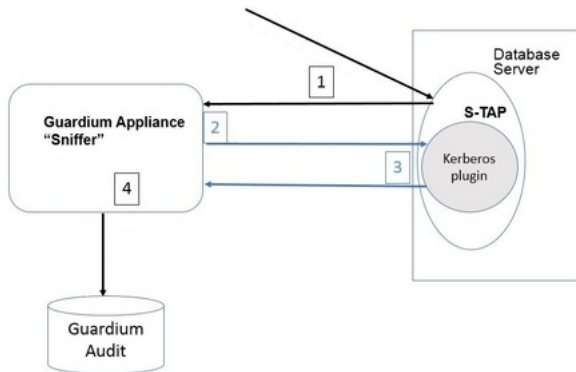 Database
Server
1
Guardium Appliance
“Sniffer”
S-TAP
2
Kerberos
plugin
3
4
Guardium
Audit